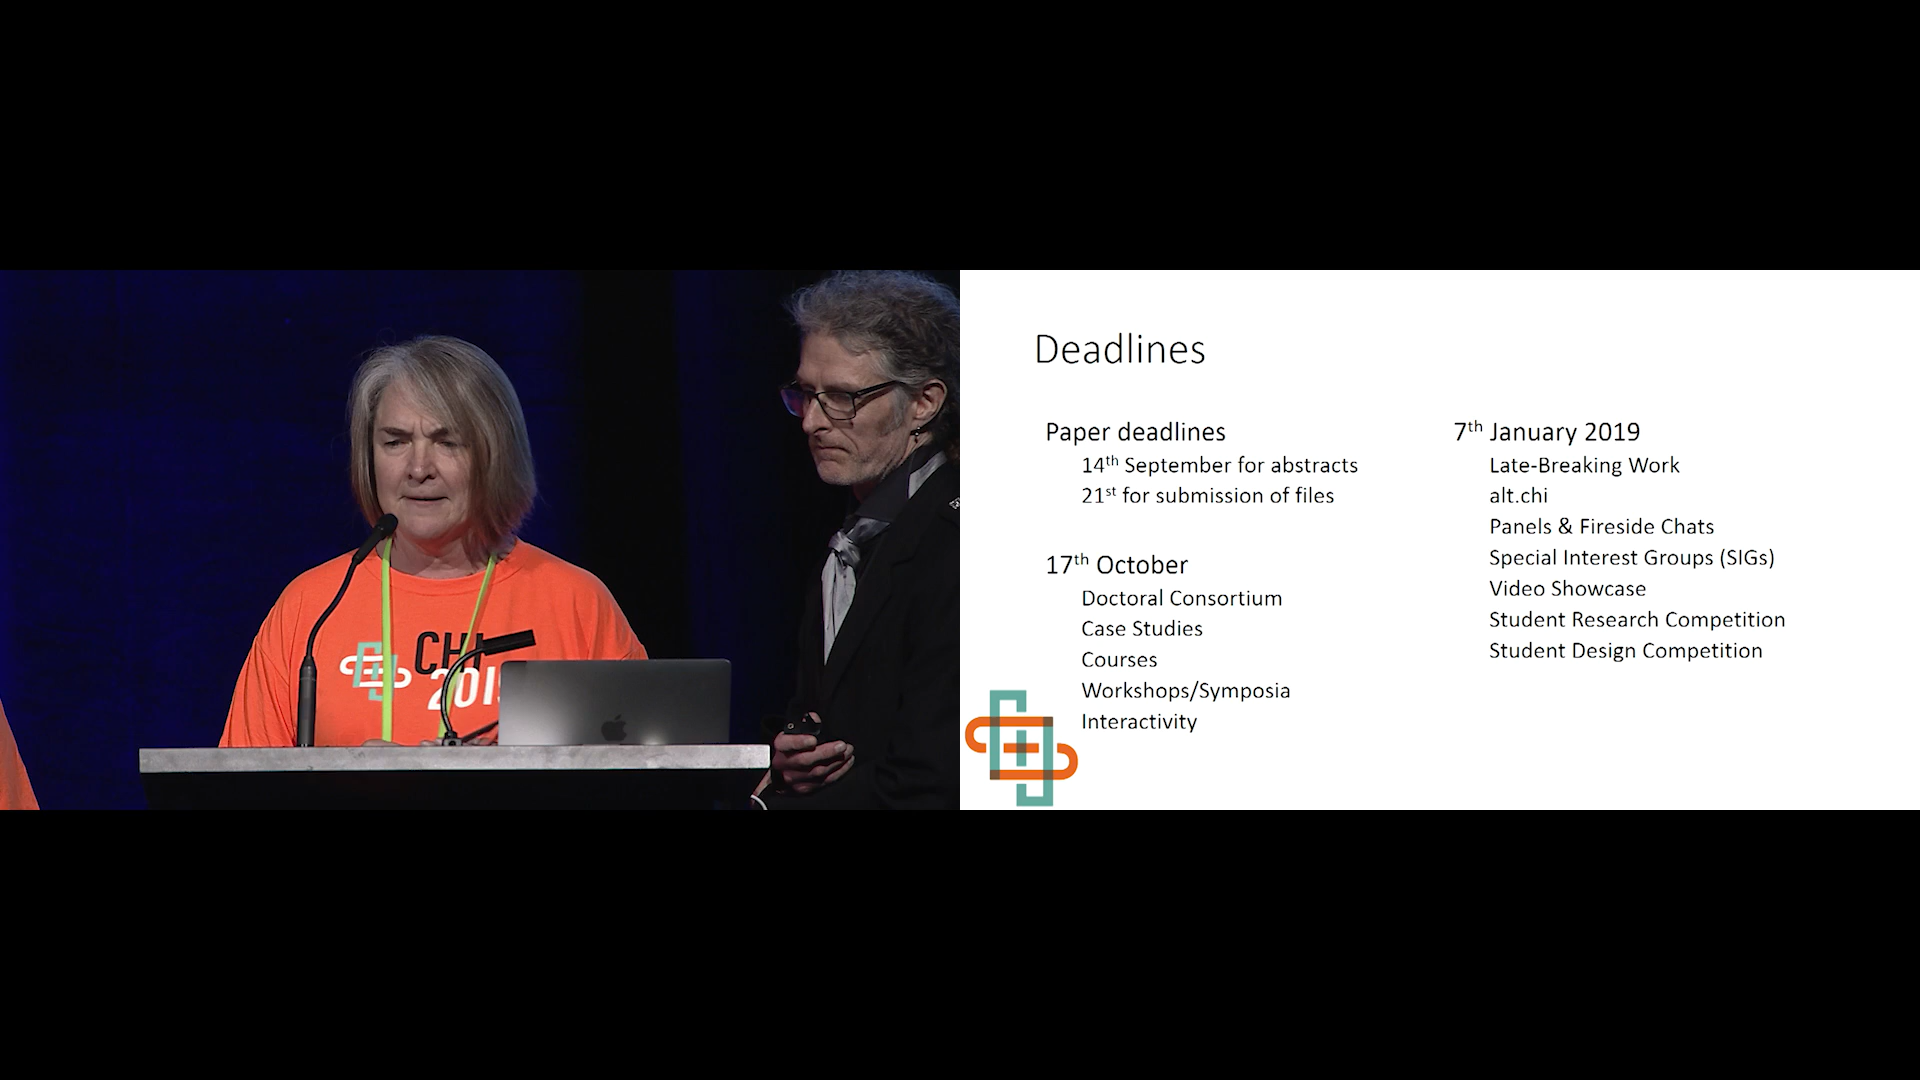 CHI
201
Deadlines
Paper deadlines
14th September for abstracts
21st for submission of files
17th October
Doctoral Consortium
Case Studies
Courses
Workshops/Symposia
Interactivity
7th January 2019
Late-Breaking Work
alt.chi
Panels & Fireside Chats
Special Interest Groups (SIGs)
Video Showcase
Student Research Competition
Student Design Competition